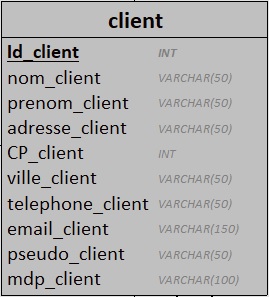 client
Id_client INT
nom_client VARCHAR(50)
prenom_client VARCHAR(50)
adresse_client VARCHAR(50)
CP_client INT
ville_client VARCHAR(50)
telephone_client VARCHAR(50)
email_client VARCHAR(150)
pseudo_client VARCHAR(50)
mdp_client VARCHAR(100)